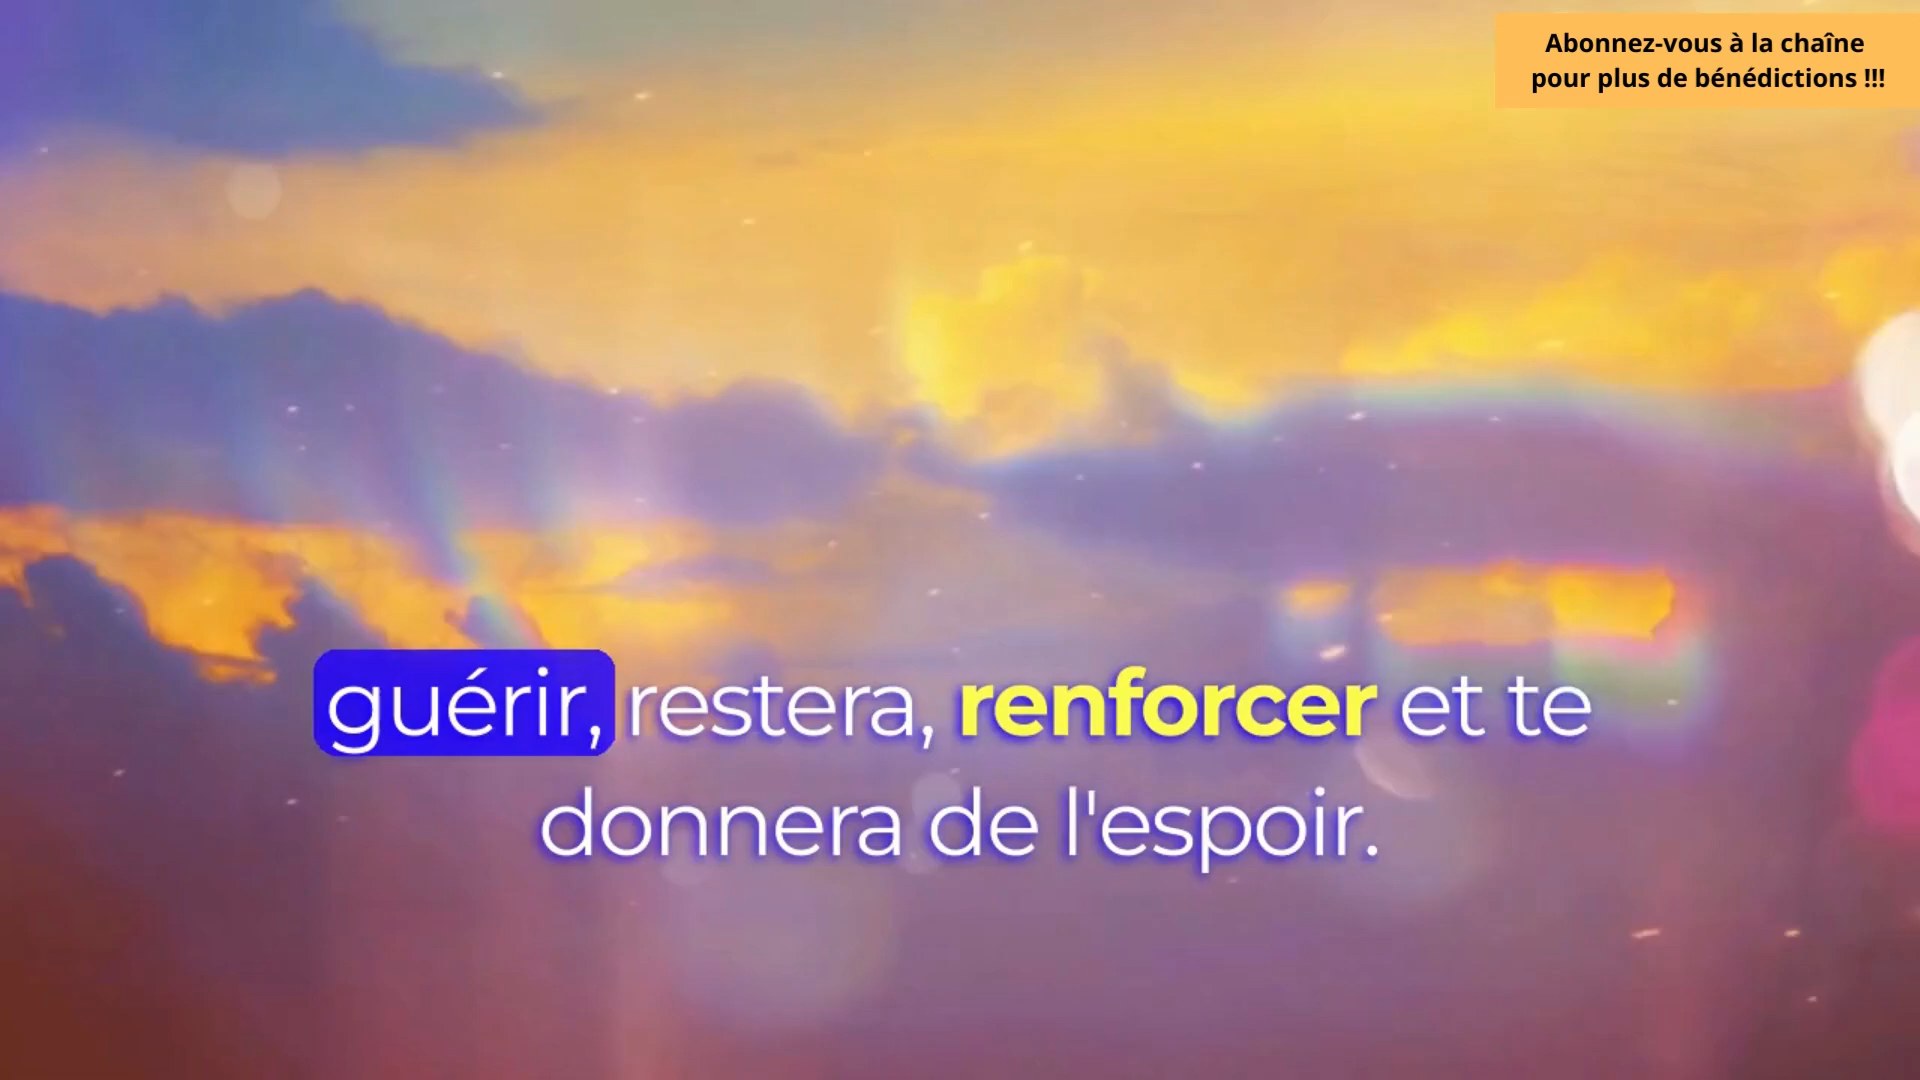 Abonnez-vous à la chaîne
pour plus de bénédictions !!!
guérir, restera, renforcer et te
donnera de l'espoir.